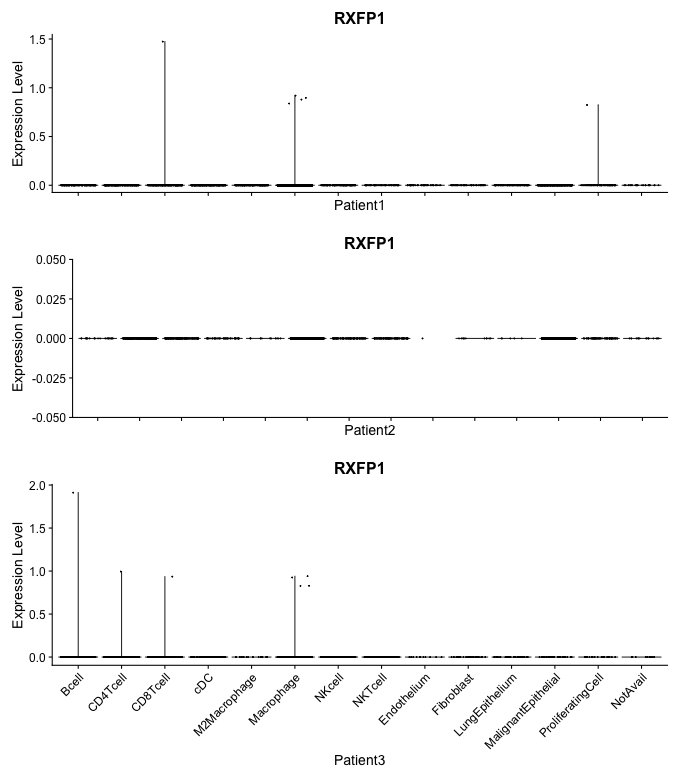 RXFP1
Expression Level
1.5
1.0
0.5
0.0
Patient1
RXFP1
Expression Level
0.050
0.025
0.000
-0.025
-0.050
Patient2
RXFP1
Expression Level
2.0
1.5
1.0
0.5
0.0
Bcell
CD4Tcell
CD8Tcell
cDC
M2Macrophage
Macrophage
NKcell
NKTcell
Endothelium
Fibroblast
LungEpithelium
MalignantEpithelial
ProliferatingCell
NotAvail
Patient3